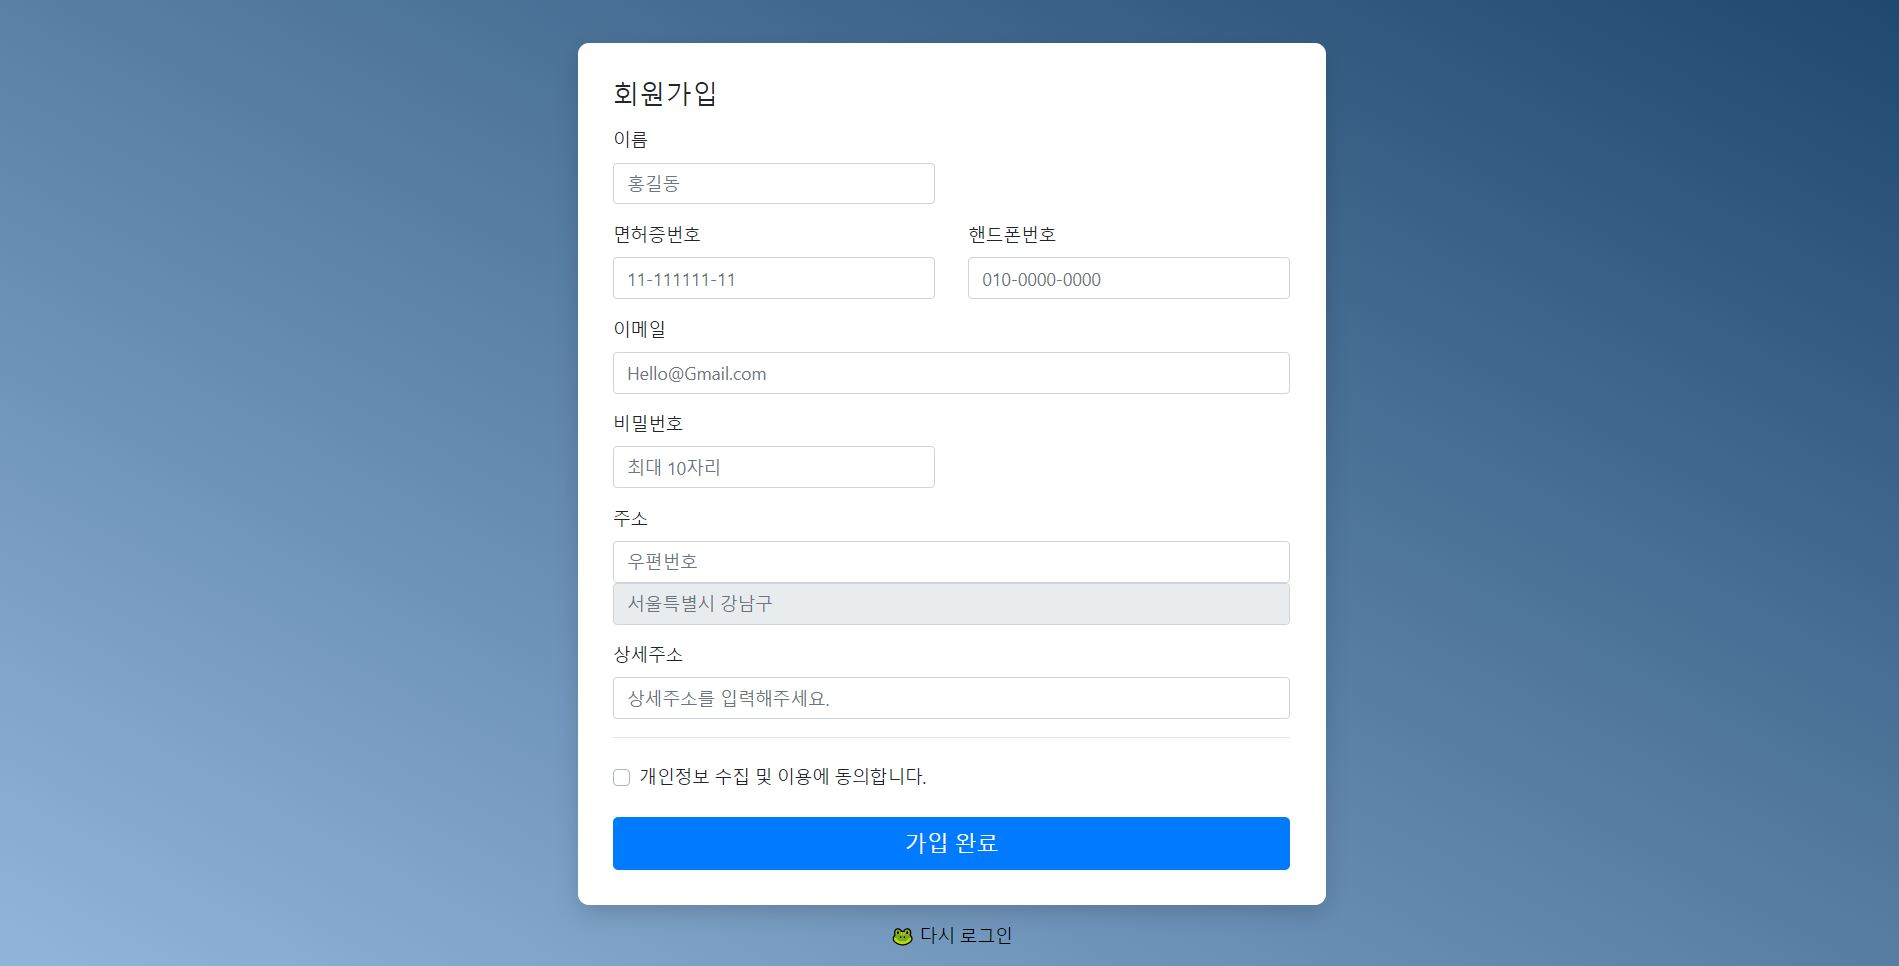 회원가입
이름
홍길동
면허증번호 핸드폰번호
11-111111-11 010-0000-0000
이메일
Hello@Gmail.com
비밀번호
최대 10자리
주소
우편번호
서울특별시 강남구
상세주소
상세주소를 입력해주세요.
개인정보 수집 및 이용에 동의합니다.
가입 완료
다시 로그인